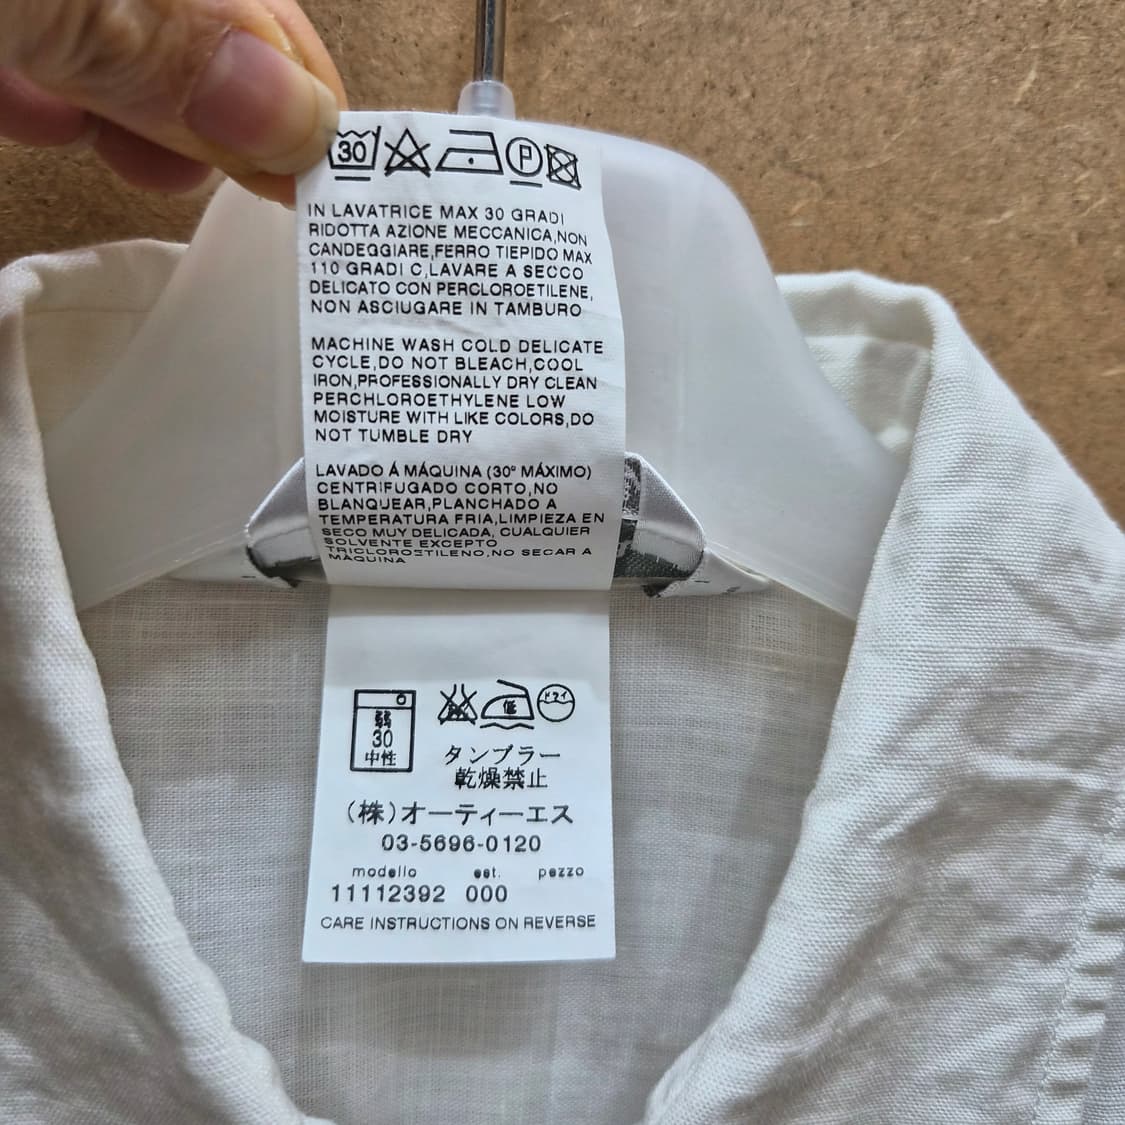 30 P
IN LAVATRICE MAX 30 GRADI
RIDOTTA AZIONE MECCANICA,NON
CANDEGGIARE,FERRO TIEPIDO MAX
110 GRADI C,LAVARE A SECCO
DELICATO CON PERCLOROETILENE,
NON ASCIUGARE IN TAMBURO
MACHINE WASH COLD DELICATE
CYCLE,DO NOT BLEACH,COOL
IRON,PROFESSIONALLY DRY CLEAN
PERCHLOROETHYLENE LOW
MOISTURE WITH LIKE COLORS,DO
NOT TUMBLE DRY
LAVADO Á MÁQUINA (30º MÁXIMO)
CENTRIFUGADO CORTO,NO
BLANQUEAR,PLANCHADO A
TEMPERATURA FRIA,LIMPIEZA EN
SECO MUY DELICADA, CUALQUIER
SOLVENTE EXCEPTO
TRICLOROETILENO,NO SECAR A
MÁQUINA
弱 低 ドライ
30
中性
タンブラー
乾燥禁止
(株)オーティーエス
03-5696-0120
modello est. pezzo
11112392 000
CARE INSTRUCTIONS ON REVERSE